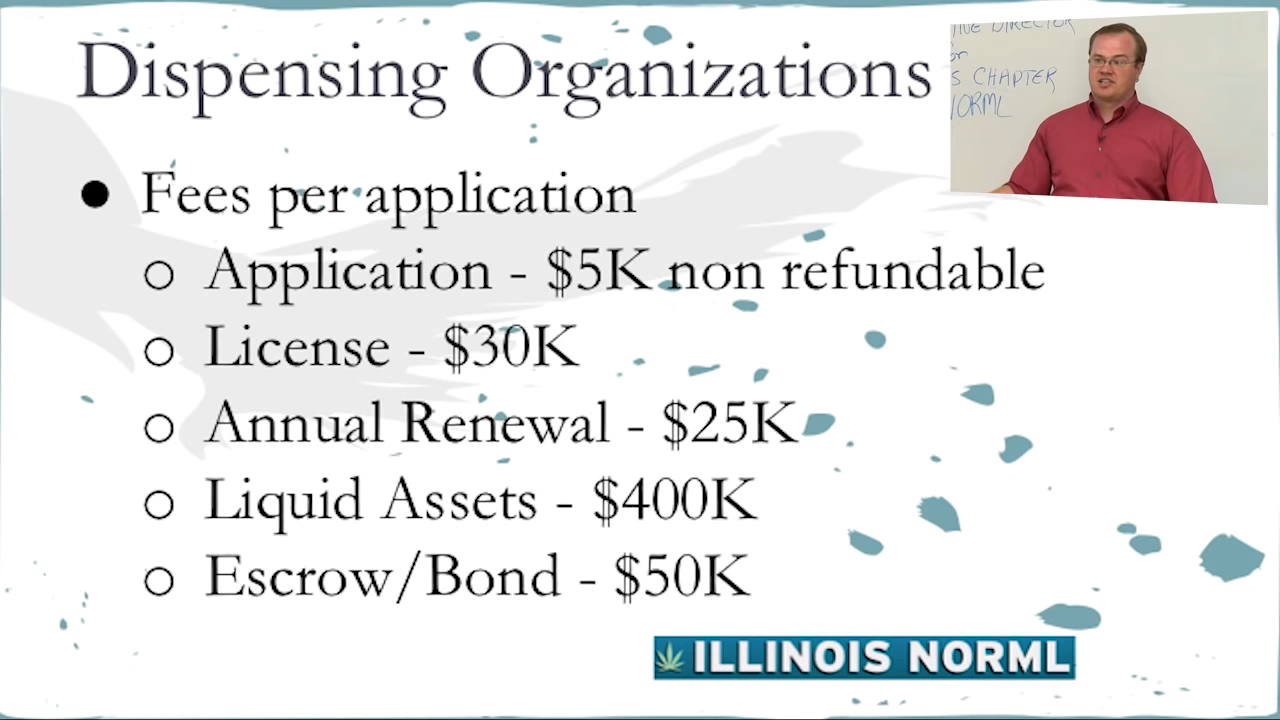 Dispensing Organizations
● Fees per application
○ Application - $5K non refundable
○ License - $30K
○ Annual Renewal - $25K
○ Liquid Assets - $400K
○ Escrow/Bond - $50K
ILLINOIS NORML
DIRECTOR
CHAPTER